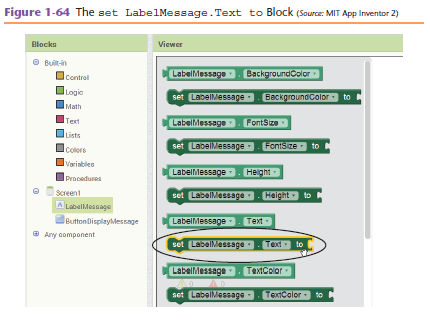 Figure 1-64 The set LabelMessage.Text to Block (Source: MIT App Inventor 2)
Blocks
Viewer
Built-in
Control
Logic
Math
Text
Lists
Colors
Variables
Procedures
Screen1
LabelMessage
ButtonDisplayMessage
Any component
LabelMessage . BackgroundColor
set LabelMessage . BackgroundColor to
LabelMessage . FontSize
set LabelMessage . FontSize to
LabelMessage . Height
set LabelMessage . Height to
LabelMessage . Text
set LabelMessage . Text to
LabelMessage . TextColor
0 0
set LabelMessage . TextColor to